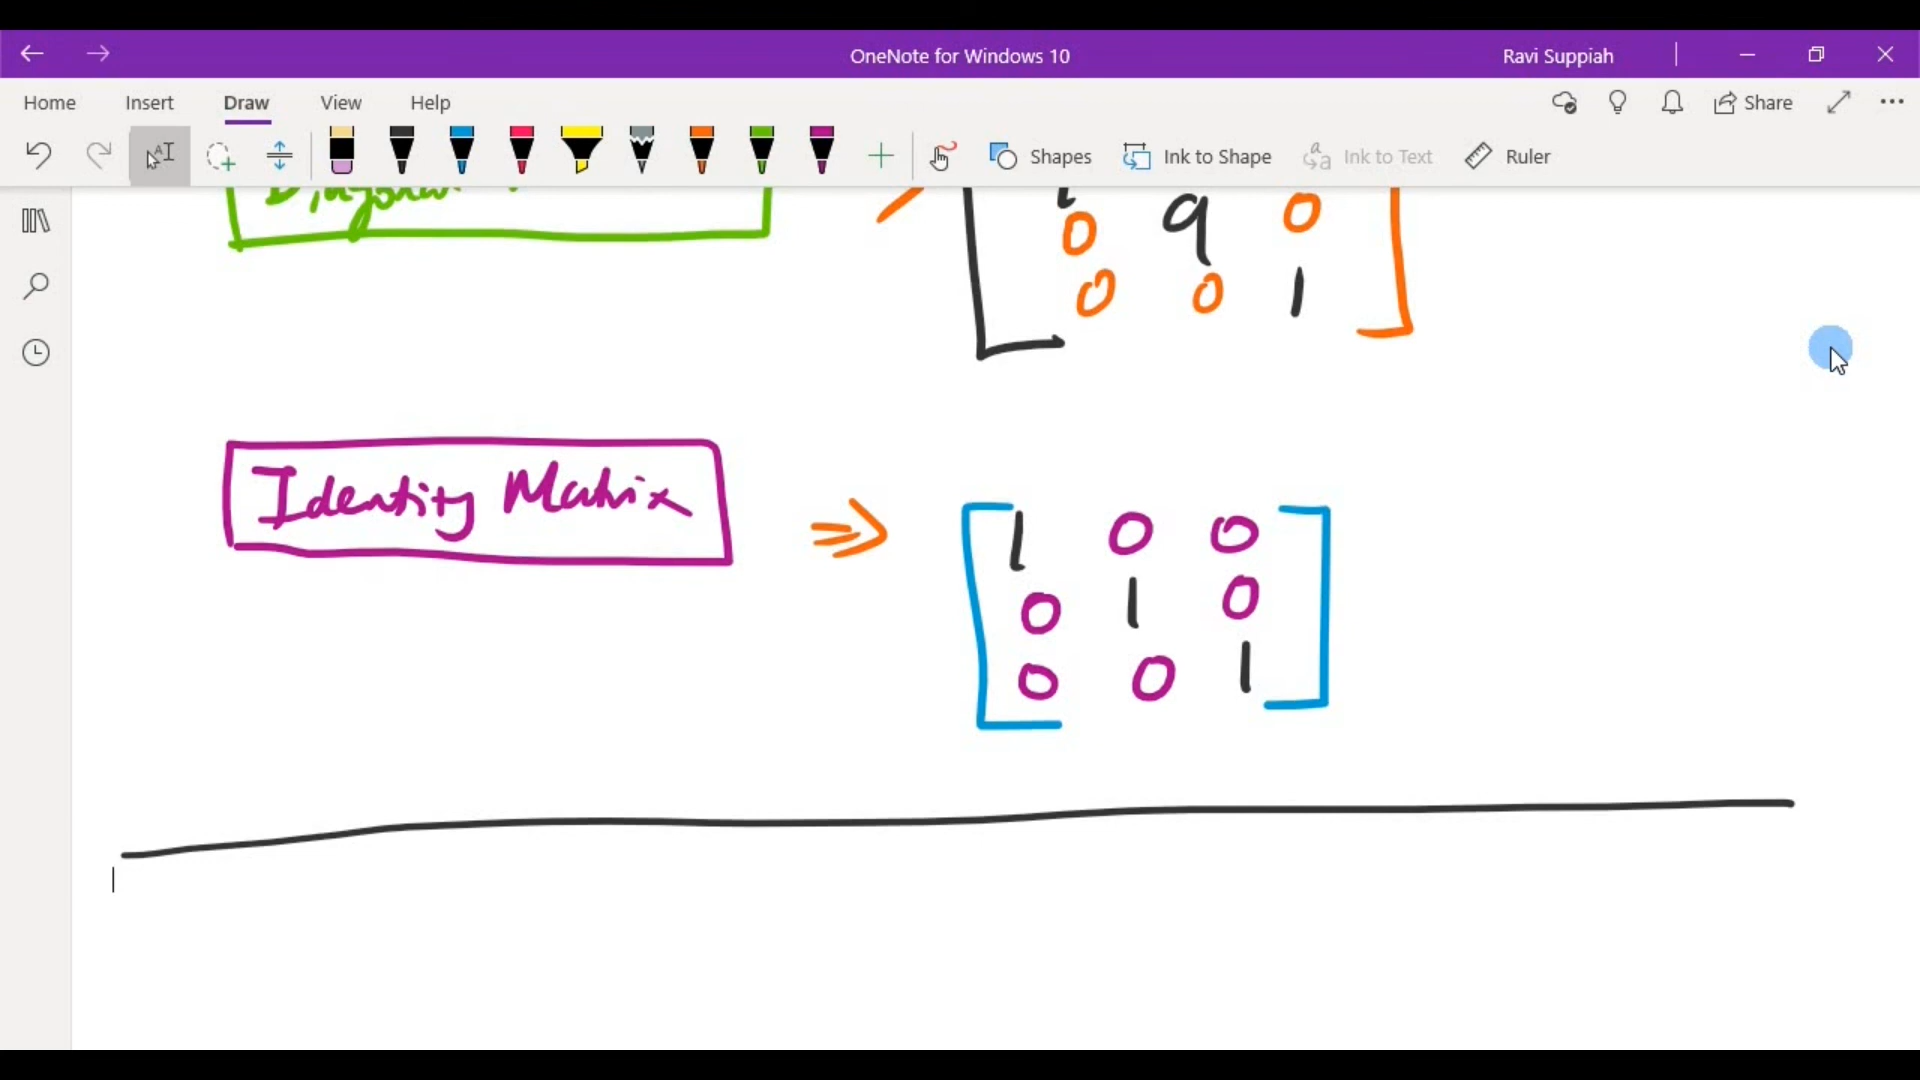 OneNote for Windows 10
Ravi Suppiah
Home Insert Draw View Help
Share
Shapes Ink to Shape Ink to Text Ruler
Diagonal
0 9 0
0 0 1
Identity Matrix ⇒
1 0 0
0 1 0
0 0 1